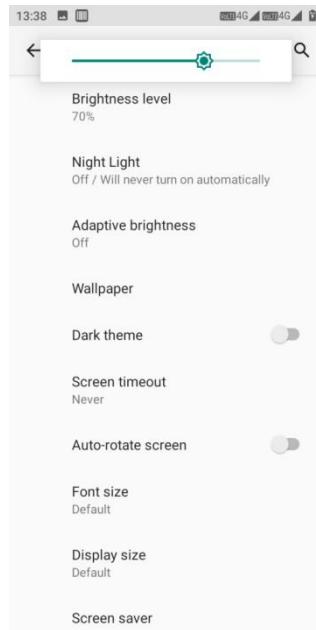 13:38 4G 4G
Brightness level
70%
Night Light
Off / Will never turn on automatically
Adaptive brightness
Off
Wallpaper
Dark theme
Screen timeout
Never
Auto-rotate screen
Font size
Default
Display size
Default
Screen saver